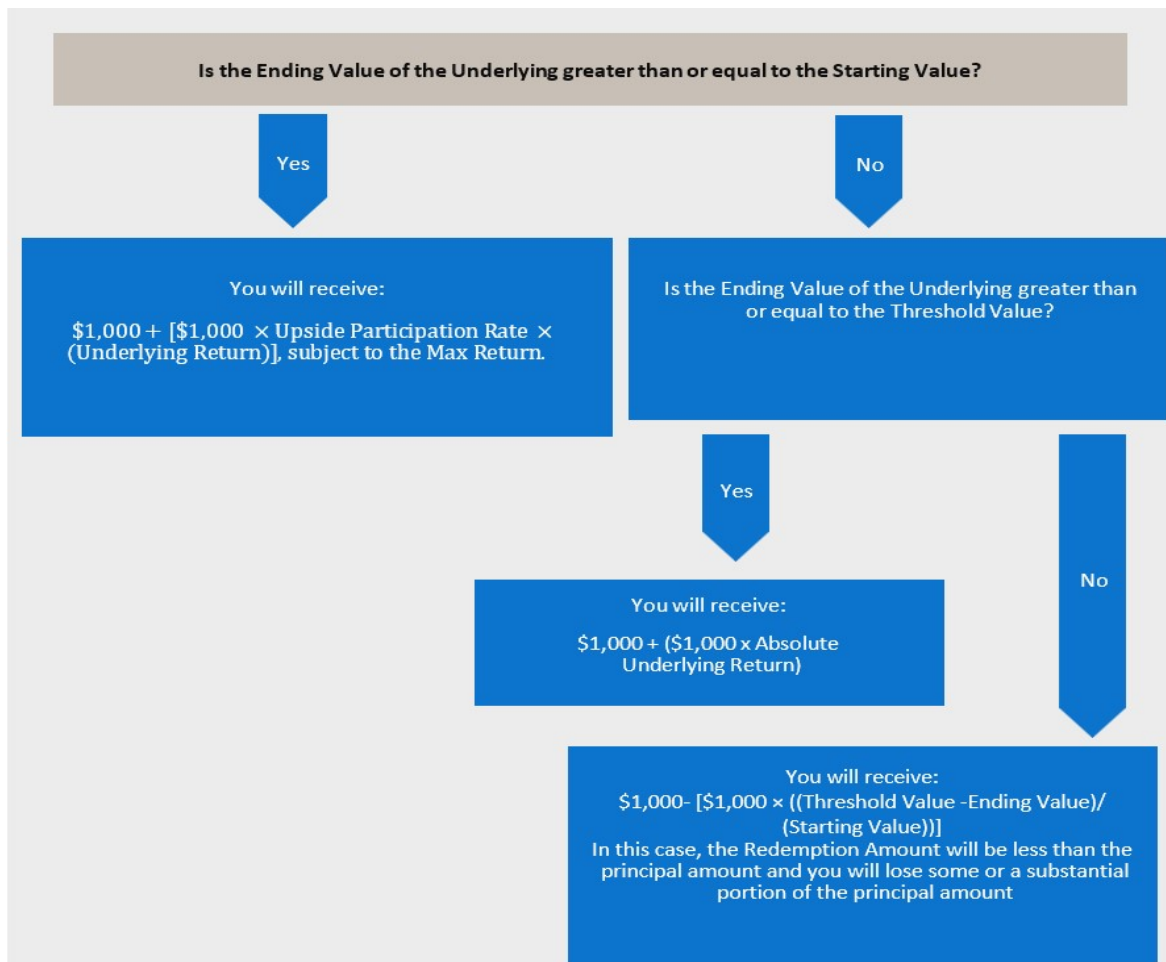 Is the Ending Value of the Underlying greater than or equal to the Starting Value?
Yes
No
You will receive:
$1,000 + [$1,000 × Upside Participation Rate ×
(Underlying Return)], subject to the Max Return.
Is the Ending Value of the Underlying greater than
or equal to the Threshold Value?
Yes
No
You will receive:
$1,000 + ($1,000 x Absolute
Underlying Return)
You will receive:
$1,000- [$1,000 × ((Threshold Value -Ending Value)/
(Starting Value))]
In this case, the Redemption Amount will be less than the
principal amount and you will lose some or a substantial
portion of the principal amount